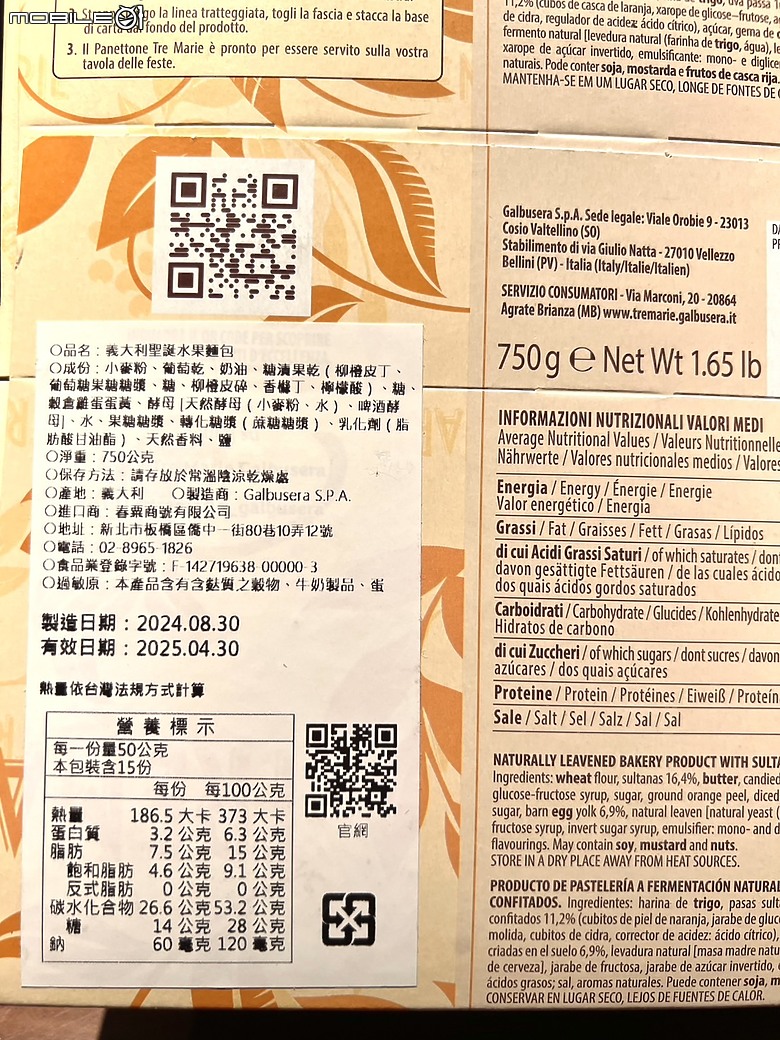 mobile01
1. Strappa lungo la linea tratteggiata, togli la fascia e stacca la base
di carta dal fondo del prodotto.
3. Il Panettone Tre Marie è pronto per essere servito sulla vostra
tavola delle feste.
11,2% (cubos de casca de laranja, xarope de glicose–frutose,
de cidra, regulador de acidez: ácido cítrico), açúcar, gema de
fermento natural [levedura natural (farinha de trigo, água),
xarope de açúcar invertido, emulsificante: mono- e
naturais. Pode conter soja, mostarda e frutos de casca rija.
MANTENHA-SE EM UM LUGAR SECO, LONGE DE FONTES DE
Galbusera S.p.A. Sede legale: Viale Orobie 9 - 23013
Cosio Valtellino (SO)
Stabilimento di via Giulio Natta - 27010 Vellezzo
Bellini (PV) - Italia (Italy/Italie/Italien)
SERVIZIO CONSUMATORI - Via Marconi, 20 - 20864
Agrate Brianza (MB) www.tremarie.galbusera.it
750 g ℮ Net Wt 1.65 lb
○品名：義大利聖誕水果麵包
○成份：小麥粉、葡萄乾、奶油、糖漬果乾（柳橙皮丁、
葡萄糖果糖糖漿、糖、柳橙皮碎、香櫞丁、檸檬酸）、糖、
穀倉雞蛋蛋黃、酵母 [天然酵母（小麥粉、水）、啤酒酵
母]、水、果糖糖漿、轉化糖漿（蔗糖糖漿）、乳化劑（脂
肪酸甘油酯）、天然香料、鹽
○淨重：750公克
○保存方法：請存放於常溫陰涼乾燥處
○產地：義大利 ○製造商：Galbusera S.P.A.
○進口商：春粟商號有限公司
○地址：新北市板橋區僑中一街80巷10弄12號
○電話：02-8965-1826
○食品業登錄字號：F-142719638-00000-3
○過敏原：本產品含有含麩質之穀物、牛奶製品、蛋
製造日期：2024.08.30
有效日期：2025.04.30
熱量依台灣法規方式計算
營養標示
每一份量50公克
本包裝含15份
每份 每100公克
熱量 186.5 大卡 373 大卡
蛋白質 3.2 公克 6.3 公克
脂肪 7.5 公克 15 公克
飽和脂肪 4.6 公克 9.1 公克
反式脂肪 0 公克 0 公克
碳水化合物 26.6 公克 53.2 公克
糖 14 公克 28 公克
鈉 60 毫克 120 毫克
官網
INFORMAZIONI NUTRIZIONALI VALORI MEDI
Average Nutritional Values / Valeurs Nutritionnelle
Nährwerte / Valores nutricionales medios / Valores
Energia / Energy / Énergie / Energie
Valor energético / Energia
Grassi / Fat / Graisses / Fett / Grasas / Lípidos
di cui Acidi Grassi Saturi / of which saturates / dont
davon gesättigte Fettsäuren / de las cuales ácido
dos quais ácidos gordos saturados
Carboidrati / Carbohydrate / Glucides / Kohlenhydrate
Hidratos de carbono
di cui Zuccheri / of which sugars / dont sucres / davon
azúcares / dos quais açúcares
Proteine / Protein / Protéines / Eiweiß / Proteín
Sale / Salt / Sel / Salz / Sal / Sal
NATURALLY LEAVENED BAKERY PRODUCT WITH SULTA
Ingredients: wheat flour, sultanas 16,4%, butter, candied
glucose-fructose syrup, sugar, ground orange peel, diced
sugar, barn egg yolk 6,9%, natural leaven [natural yeast (
fructose syrup, invert sugar syrup, emulsifier: mono- and d
flavourings. May contain soy, mustard and nuts.
STORE IN A DRY PLACE AWAY FROM HEAT SOURCES.
PRODUCTO DE PASTELERÍA A FERMENTACIÓN NATURAL
CONFITADOS. Ingredientes: harina de trigo, pasas sult
confitados 11,2% (cubitos de piel de naranja, jarabe de gluc
molida, cubitos de cidra, corrector de acidez: ácido cítrico),
criadas en el suelo 6,9%, levadura natural [masa madre natu
de cerveza], jarabe de fructosa, jarabe de azúcar invertido,
ácidos grasos; sal, aromas naturales. Puede contener soja, m
CONSERVAR EN LUGAR SECO, LEJOS DE FUENTES DE CALOR.